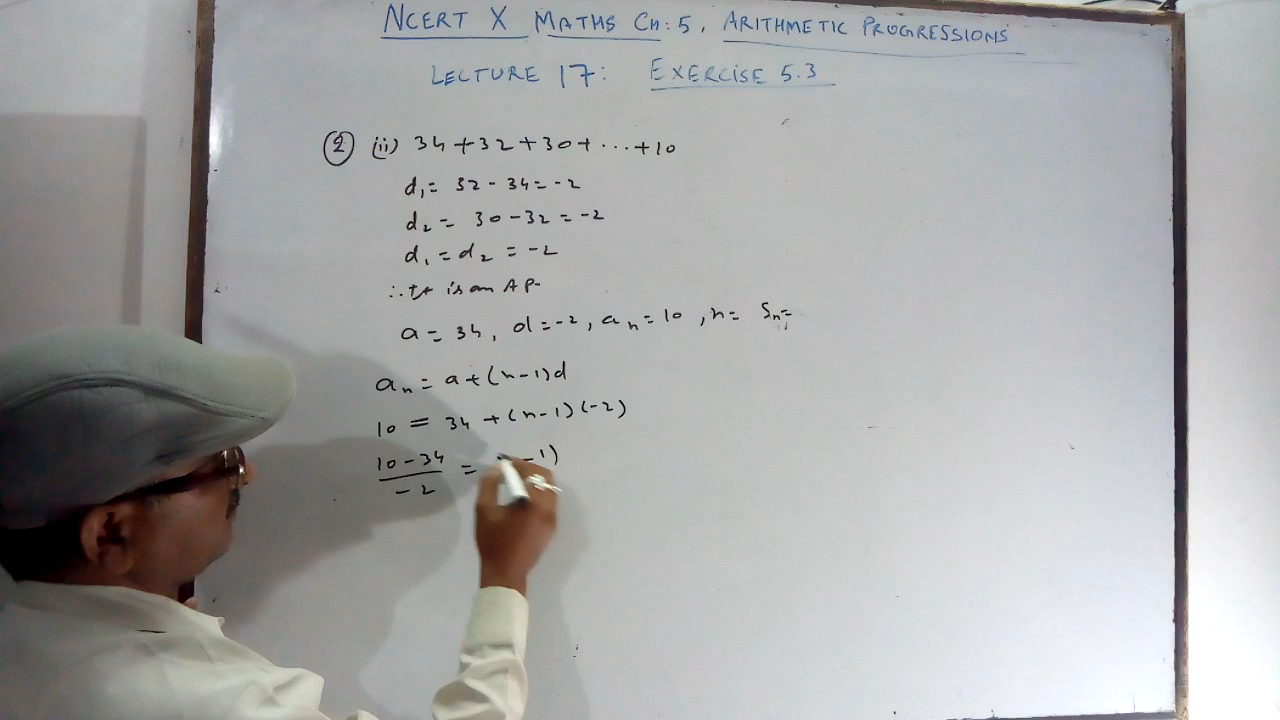 NCERT X MATHS CH: 5, ARITHMETIC PROGRESSIONS
LECTURE 17: EXERCISE 5.3
2 (ii) 34+32+30+...+10
d₁= 32-34=-2
d₂= 30-32=-2
d₁=d₂=-2
∴ It is an AP.
a=34, d=-2, aₙ=10, n= Sₙ=
aₙ=a+(n-1)d
10=34+(n-1)(-2)
10-34/-2 = -1)